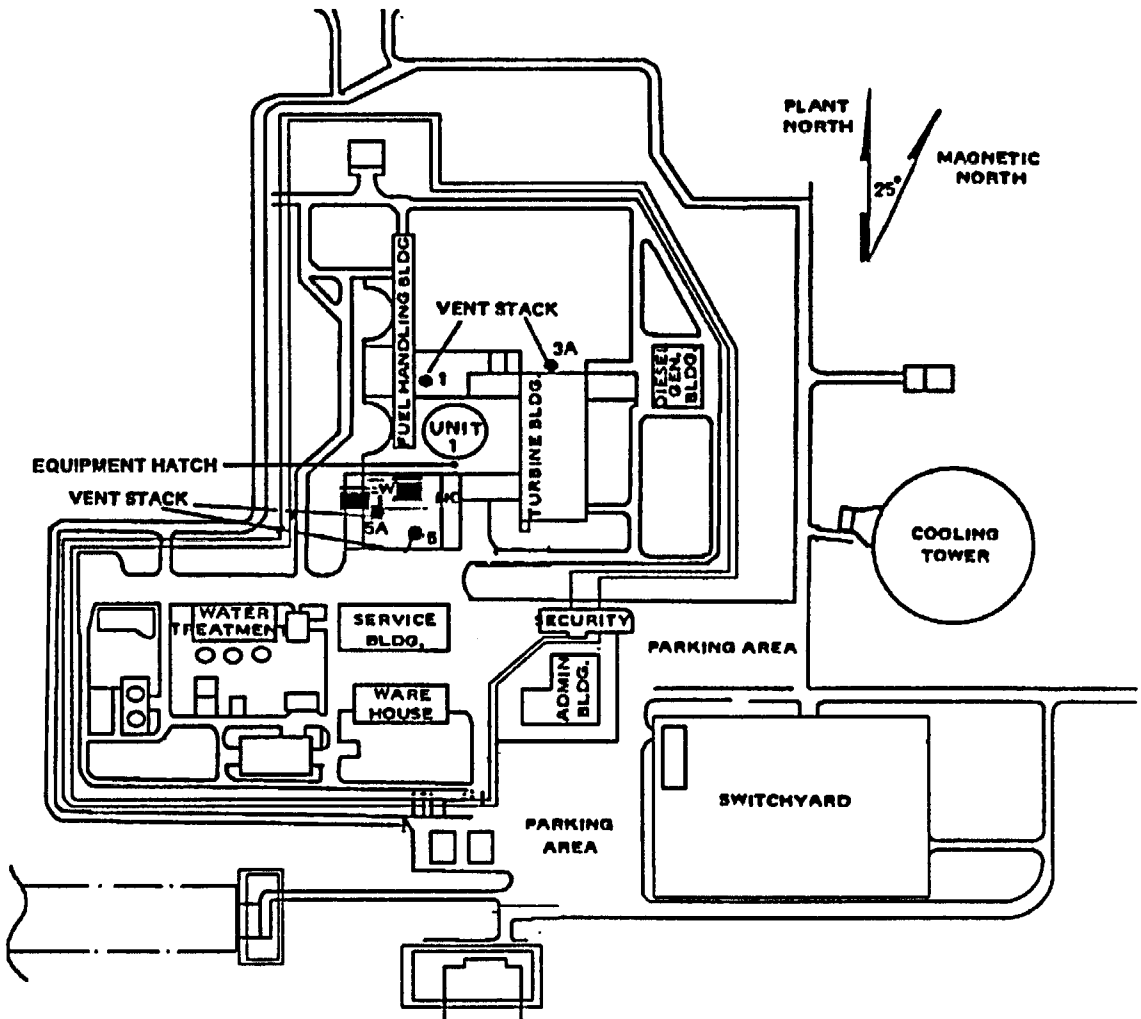 PLANT
NORTH
MAGNETIC
NORTH
25°
FUEL HANDLING BLDG
VENT STACK
1
3A
DIESEL
GEN.
BLDG.
UNIT
1
TURBINE BLDG.
EQUIPMENT HATCH
W
VENT STACK
5A
5
COOLING
TOWER
WATER
TREATMENT
SERVICE
BLDG.
SECURITY
PARKING AREA
ADMIN
BLDG.
WARE
HOUSE
SWITCHYARD
PARKING
AREA